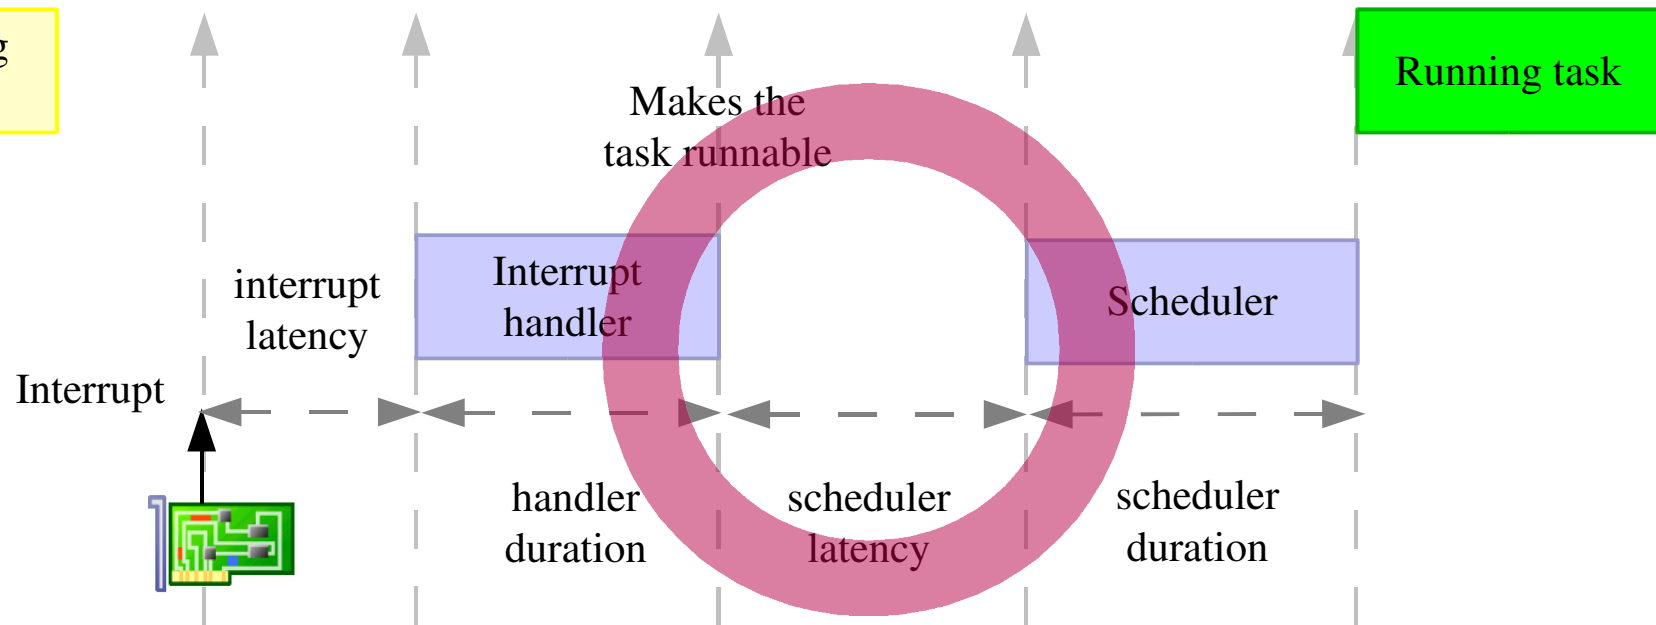 g
Running task
Makes the
task runnable
Interrupt
handler
Scheduler
interrupt
latency
Interrupt
handler
duration
scheduler
latency
scheduler
duration